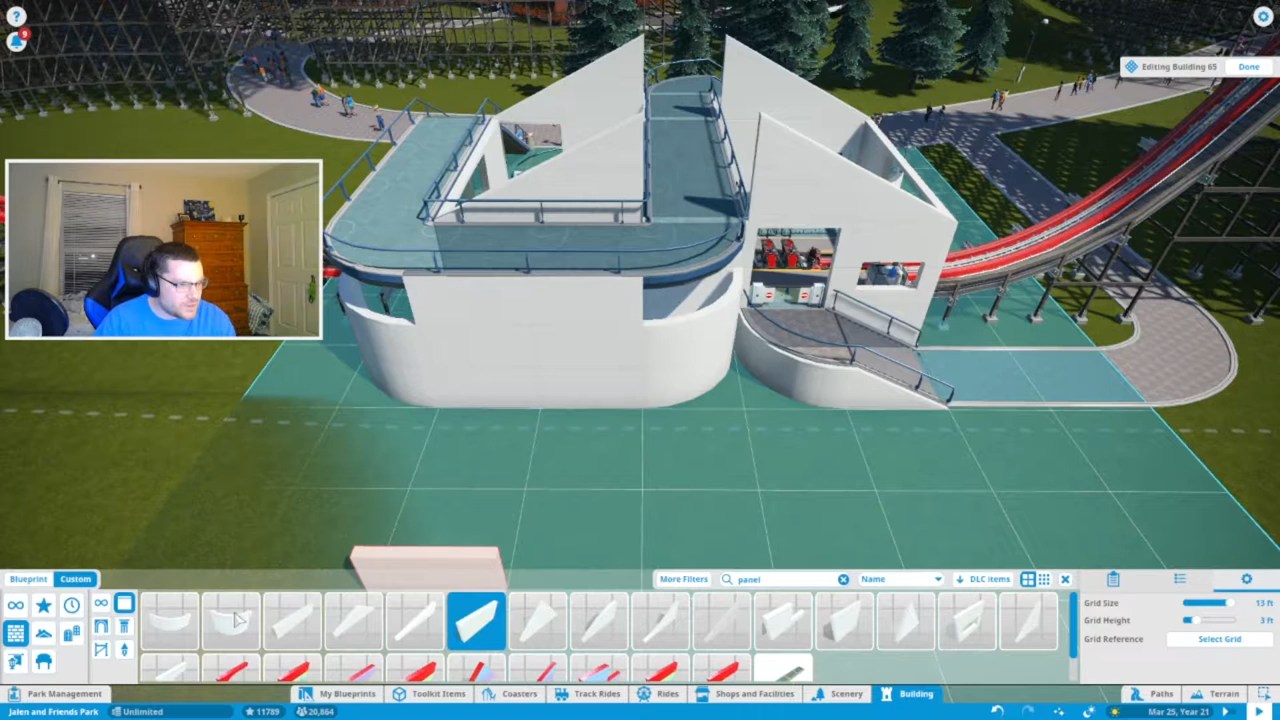 ?
9
Editing Building 65 Done
Blueprint Custom More Filters panel Name DLC items
Grid Size 13 ft
Grid Height 3 ft
Grid Reference Select Grid
Park Management My Blueprints Toolkit Items Coasters Track Rides Rides Shops and Facilities Scenery Building Paths Terrain
Jalen and Friends Park Unlimited 11789 20,864 Mar 25, Year 21